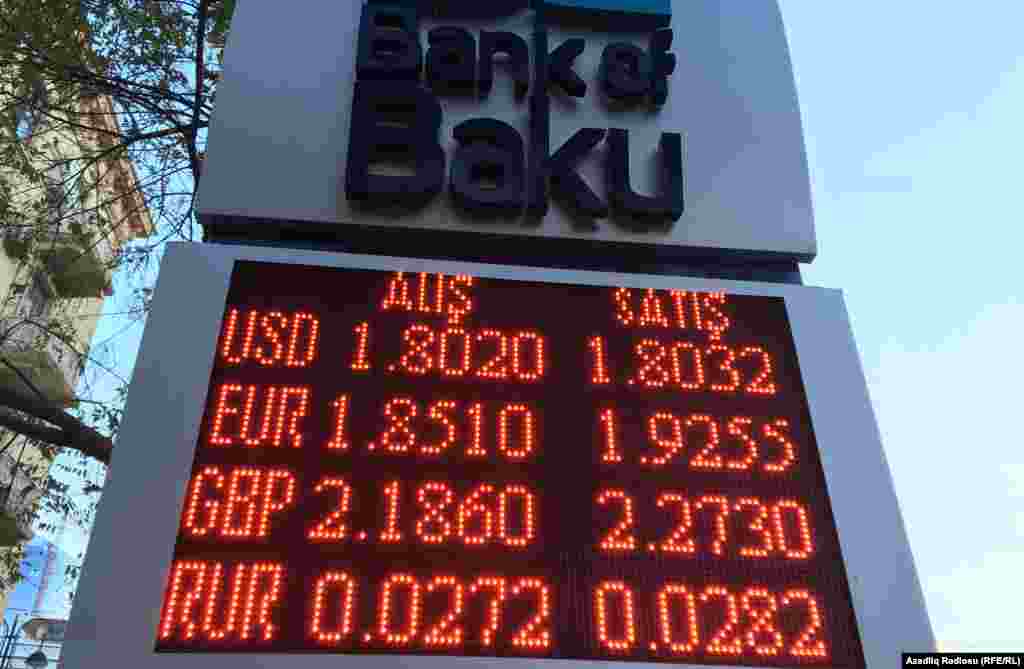 Bank of
Baku
ALIŞ SATIŞ
USD 1.8020 1.8032
EUR 1.8510 1.9255
GBP 2.1860 2.2730
RUR 0.0272 0.0282
Azadliq Radiosu (RFE/RL)